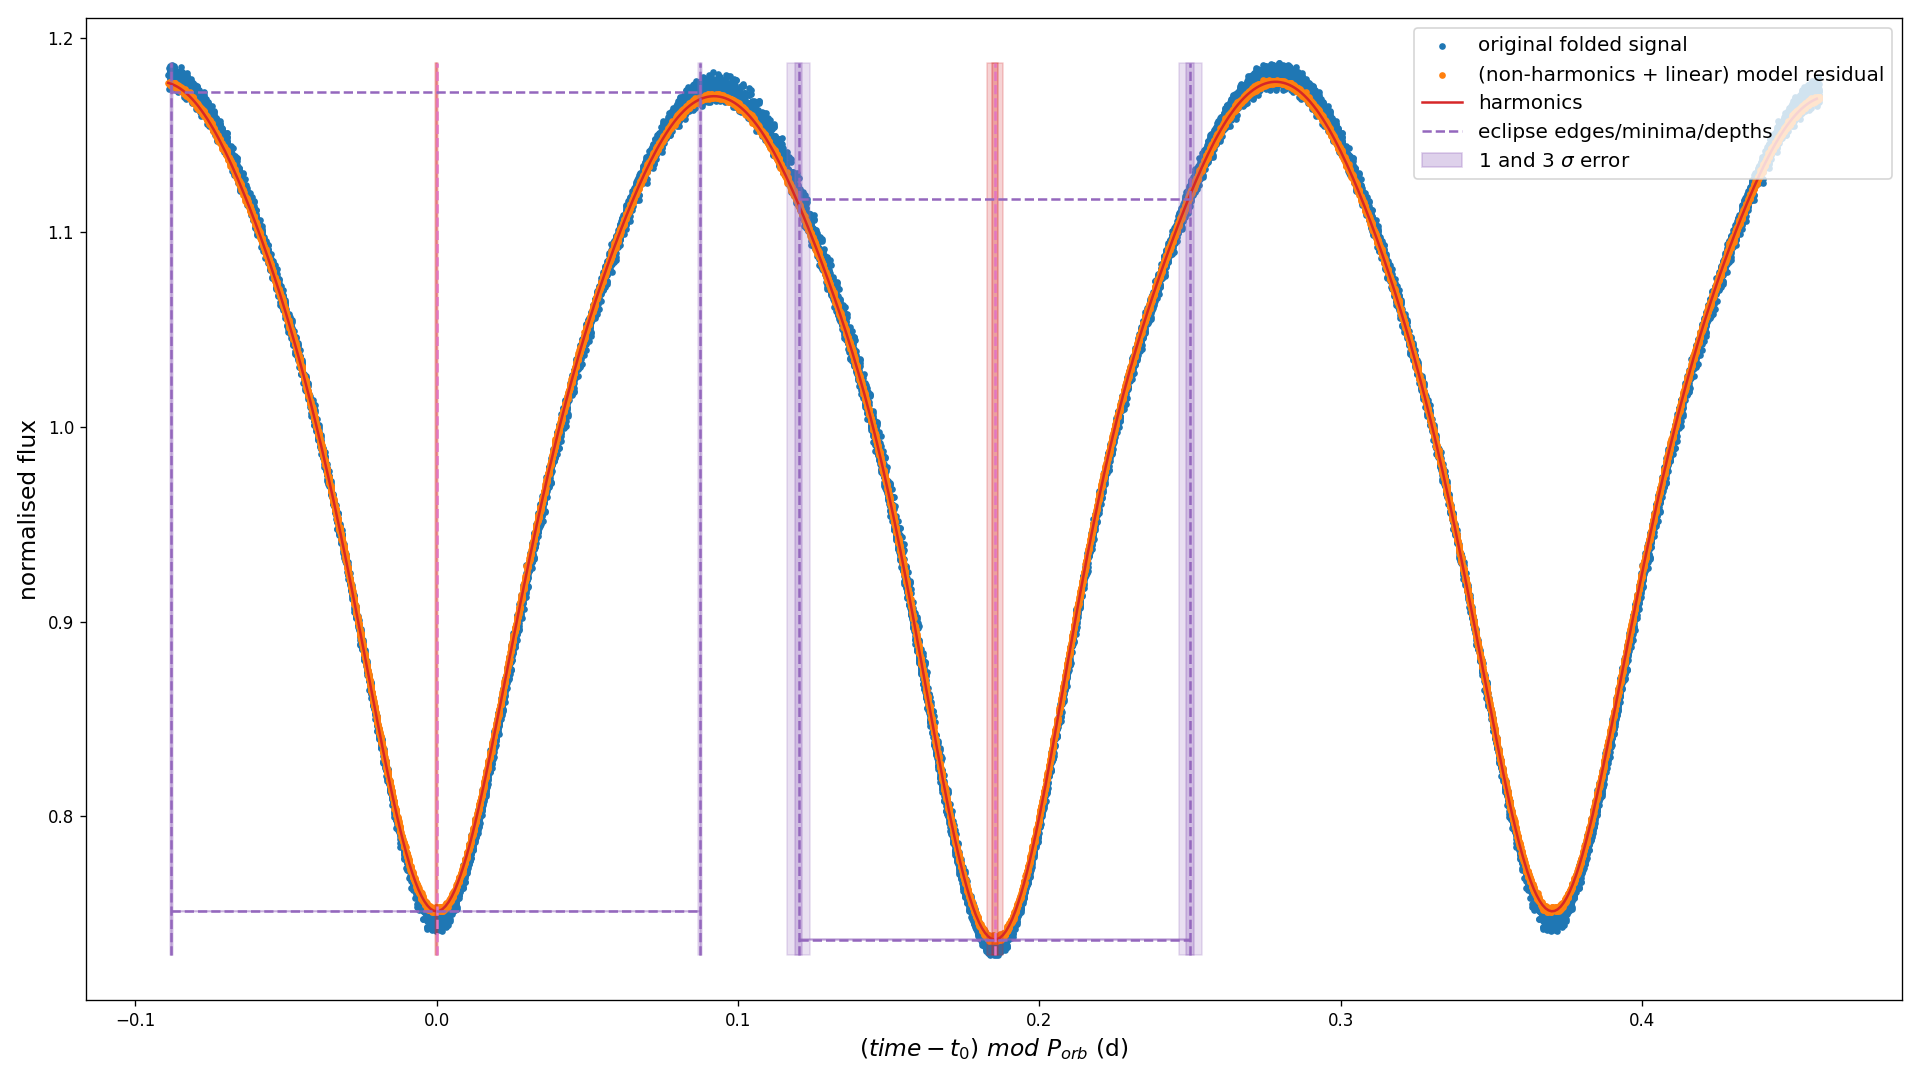 original folded signal
(non-harmonics + linear) model residual
harmonics
eclipse edges/minima/depths
1 and 3 σ error
normalised flux
1.2
1.1
1.0
0.9
0.8
−0.1 0.0 0.1 0.2 0.3 0.4
(time − t₀) mod Pₒᵣb (d)